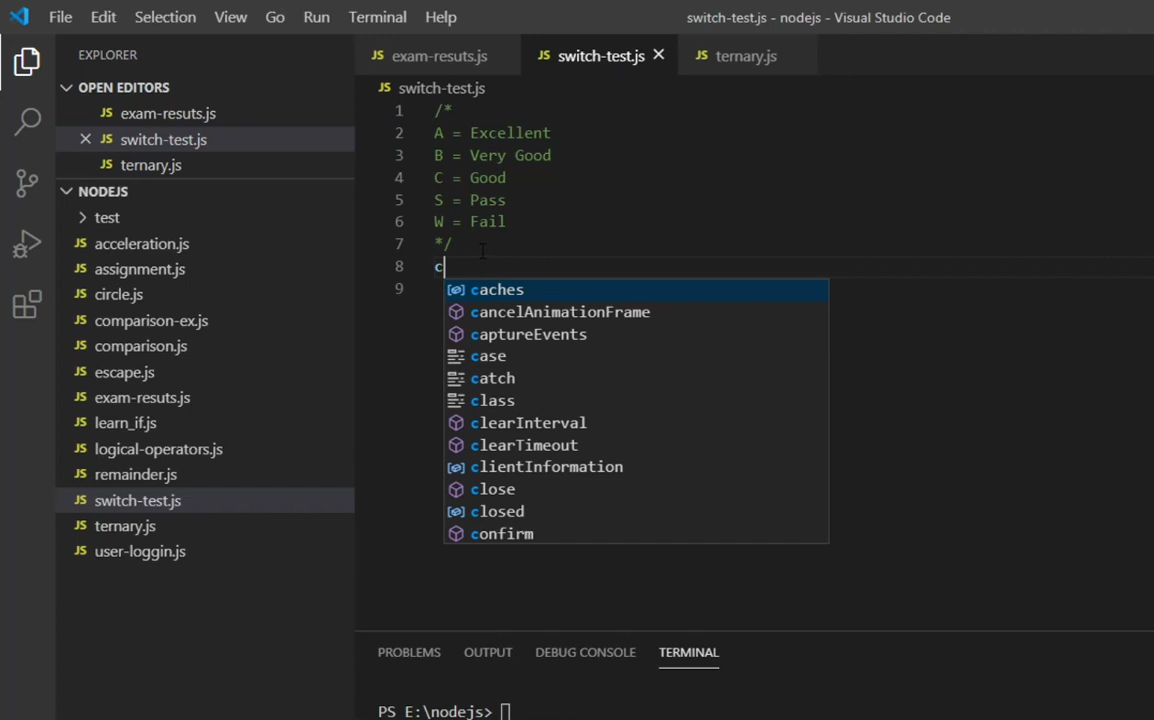 File Edit Selection View Go Run Terminal Help
switch-test.js - nodejs - Visual Studio Code
EXPLORER
OPEN EDITORS
JS exam-resuts.js
JS switch-test.js
JS ternary.js
NODEJS
test
JS acceleration.js
JS assignment.js
JS circle.js
JS comparison-ex.js
JS comparison.js
JS escape.js
JS exam-resuts.js
JS learn_if.js
JS logical-operators.js
JS remainder.js
JS switch-test.js
JS ternary.js
JS user-loggin.js
JS exam-resuts.js JS switch-test.js JS ternary.js
JS switch-test.js
1 /*
2 A = Excellent
3 B = Very Good
4 C = Good
5 S = Pass
6 W = Fail
7 */
8 c
9
caches
cancelAnimationFrame
captureEvents
case
catch
class
clearInterval
clearTimeout
clientInformation
close
closed
confirm
PROBLEMS OUTPUT DEBUG CONSOLE TERMINAL
PS E:\nodejs>